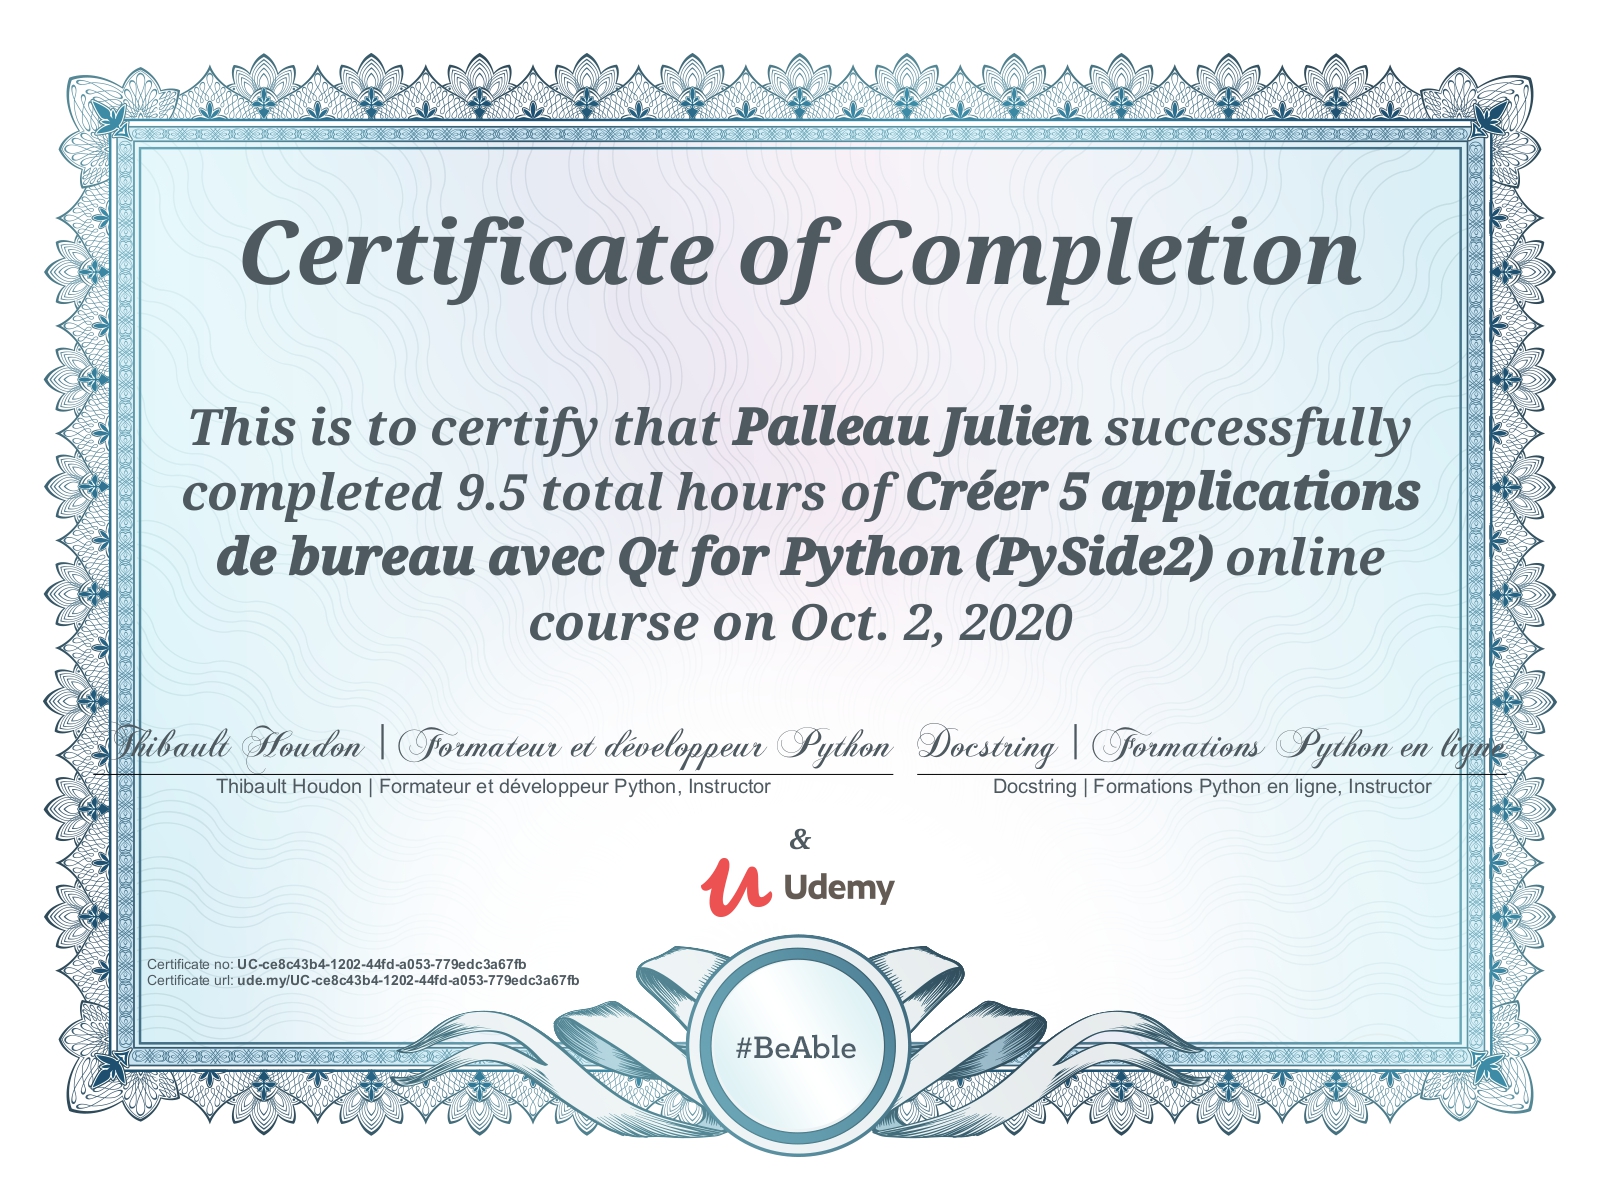 Certificate of Completion
This is to certify that Palleau Julien successfully
completed 9.5 total hours of Créer 5 applications
de bureau avec Qt for Python (PySide2) online
course on Oct. 2, 2020
Thibault Houdon | Formateur et développeur Python
Thibault Houdon | Formateur et développeur Python, Instructor
Docstring | Formations Python en ligne
Docstring | Formations Python en ligne, Instructor
&
Udemy
Certificate no: UC-ce8c43b4-1202-44fd-a053-779edc3a67fb
Certificate url: ude.my/UC-ce8c43b4-1202-44fd-a053-779edc3a67fb
#BeAble